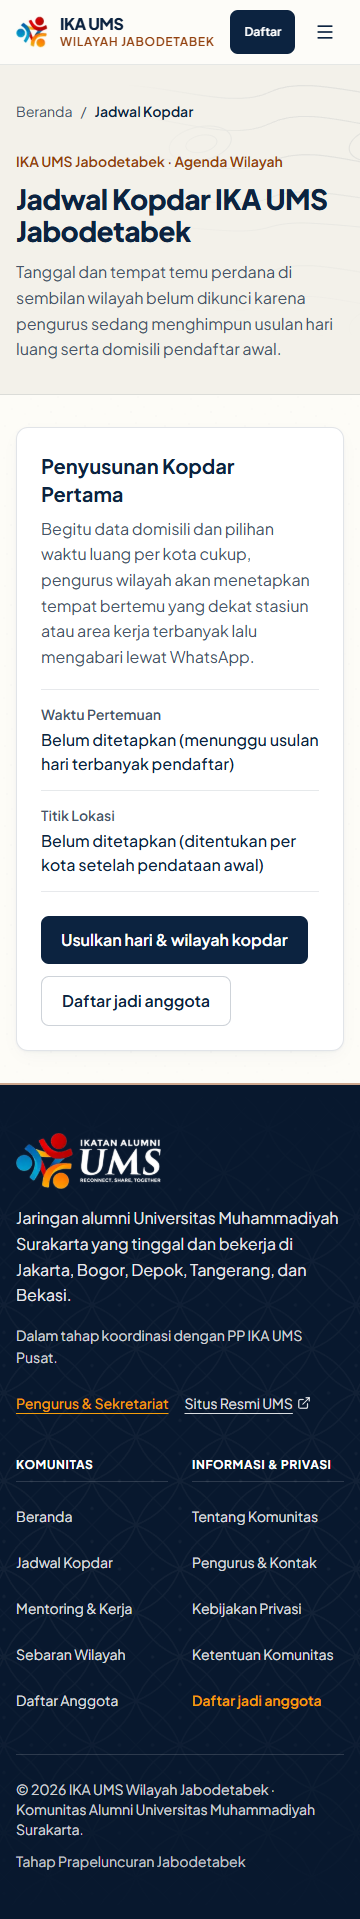 IKA UMS
WILAYAH JABODETABEK
Daftar
Beranda / Jadwal Kopdar
IKA UMS Jabodetabek · Agenda Wilayah
Jadwal Kopdar IKA UMS
Jabodetabek
Tanggal dan tempat temu perdana di
sembilan wilayah belum dikunci karena
pengurus sedang menghimpun usulan hari
luang serta domisili pendaftar awal.
Penyusunan Kopdar
Pertama
Begitu data domisili dan pilihan
waktu luang per kota cukup,
pengurus wilayah akan menetapkan
tempat bertemu yang dekat stasiun
atau area kerja terbanyak lalu
mengabari lewat WhatsApp.
Waktu Pertemuan
Belum ditetapkan (menunggu usulan
hari terbanyak pendaftar)
Titik Lokasi
Belum ditetapkan (ditentukan per
kota setelah pendataan awal)
Usulkan hari & wilayah kopdar
Daftar jadi anggota
IKATAN ALUMNI
UMS
RECONNECT. SHARE. TOGETHER
Jaringan alumni Universitas Muhammadiyah
Surakarta yang tinggal dan bekerja di
Jakarta, Bogor, Depok, Tangerang, dan
Bekasi.
Dalam tahap koordinasi dengan PP IKA UMS
Pusat.
Pengurus & Sekretariat Situs Resmi UMS
KOMUNITAS
Beranda
Jadwal Kopdar
Mentoring & Kerja
Sebaran Wilayah
Daftar Anggota
INFORMASI & PRIVASI
Tentang Komunitas
Pengurus & Kontak
Kebijakan Privasi
Ketentuan Komunitas
Daftar jadi anggota
© 2026 IKA UMS Wilayah Jabodetabek ·
Komunitas Alumni Universitas Muhammadiyah
Surakarta.
Tahap Prapeluncuran Jabodetabek